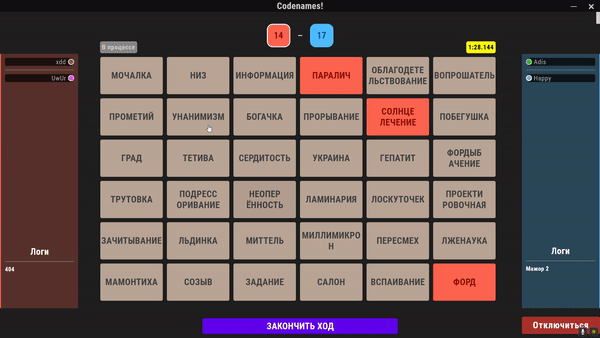 Codenames!
14 – 17
В процессе
1:28.144
xdd
UwUr
Adis
Happy
МОЧАЛКА
НИЗ
ИНФОРМАЦИЯ
ПАРАЛИЧ
ОБЛАГОДЕТЕ
ЛЬСТВОВАНИЕ
ВОПРОШАТЕЛЬ
ПРОМЕТИЙ
УНАНИМИЗМ
БОГАЧКА
ПРОРЫВАНИЕ
СОЛНЦЕ
ЛЕЧЕНИЕ
ПОБЕГУШКА
ГРАД
ТЕТИВА
СЕРДИТОСТЬ
УКРАИНА
ГЕПАТИТ
ФОРДЫБ
АЧЕНИЕ
ТРУТОВКА
ПОДРЕСС
ОРИВАНИЕ
НЕОПЕР
ЁННОСТЬ
ЛАМИНАРИЯ
ЛОСКУТОЧЕК
ПРОЕКТИ
РОВОЧНАЯ
ЗАЧИТЫВАНИЕ
ЛЬДИНКА
МИТТЕЛЬ
МИЛЛИМИКРО
Н
ПЕРЕСМЕХ
ЛЖЕНАУКА
МАМОНТИХА
СОЗЫВ
ЗАДАНИЕ
САЛОН
ВСПАИВАНИЕ
ФОРД
Логи
404
Логи
Мажор 2
ЗАКОНЧИТЬ ХОД
Отключиться